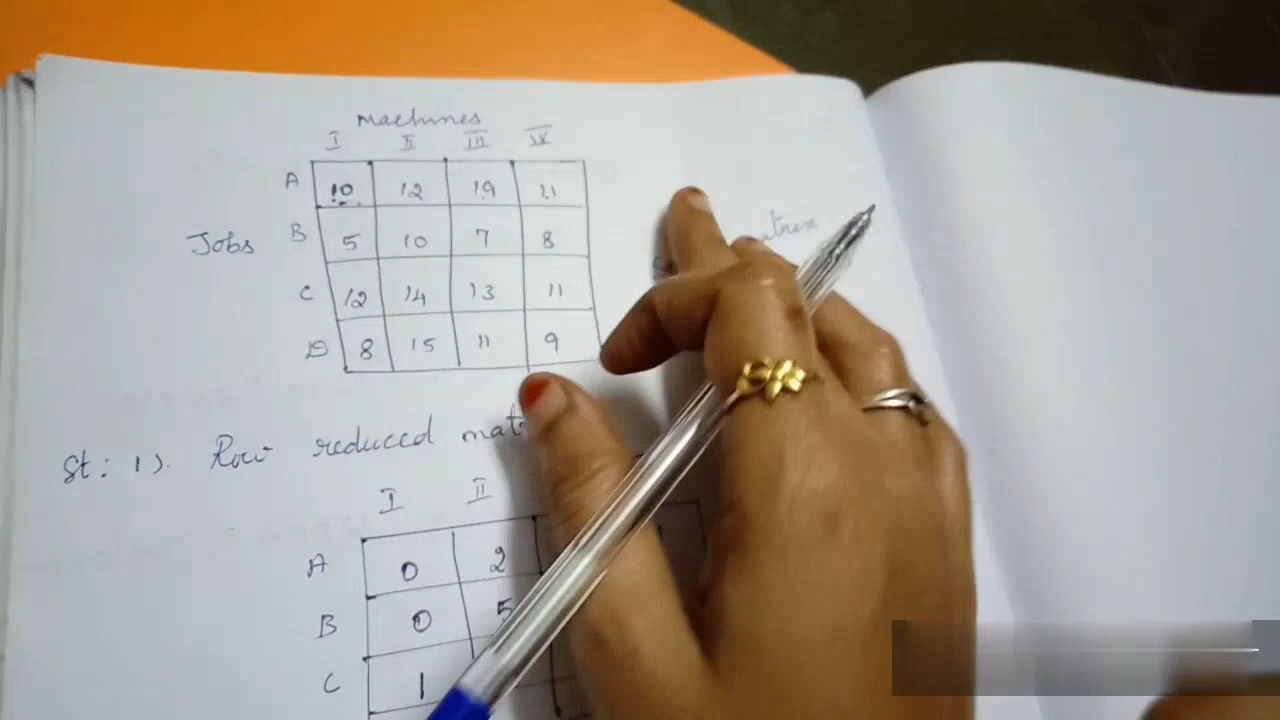 Machines
I II III IV
A 10 12 19 11
Jobs B 5 10 7 8
C 12 14 13 11
D 8 15 11 9
St: 1). Row reduced
I II
A 0 2
B 0 5
C 1